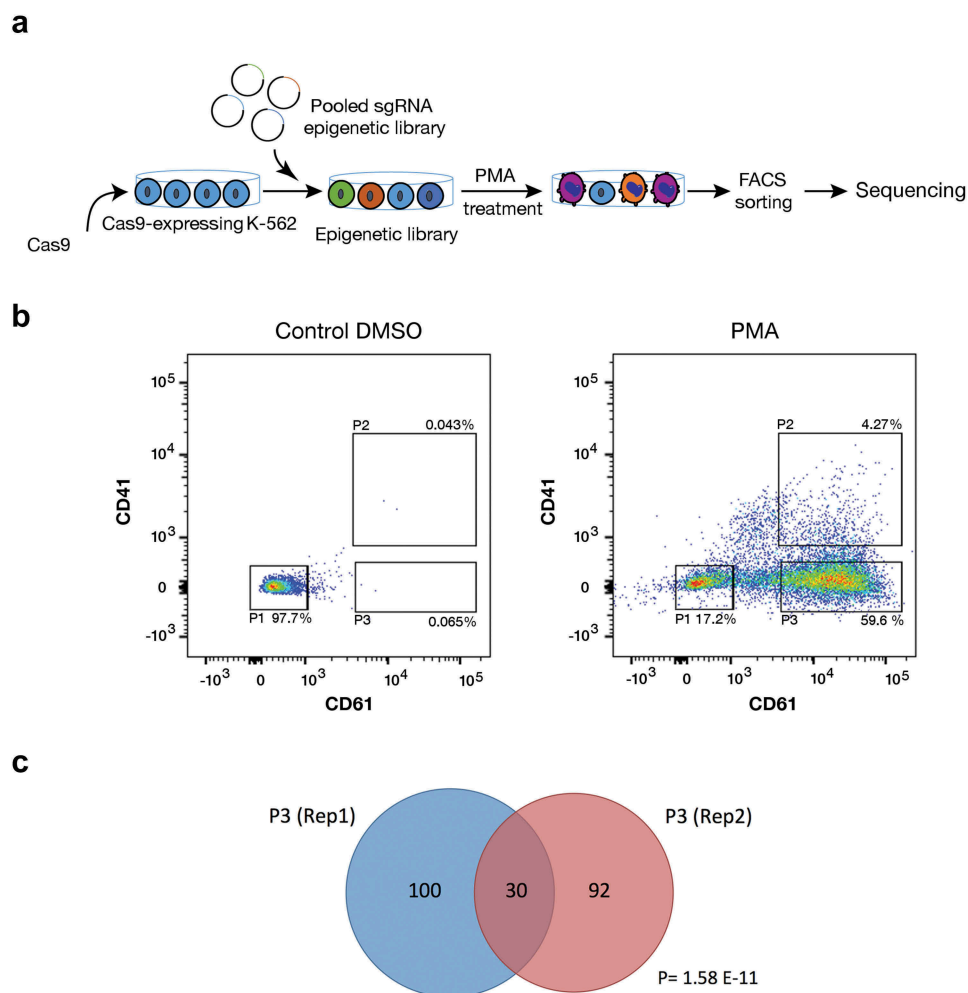 a
Pooled sgRNA
epigenetic library
Cas9
Cas9-expressing K-562
Epigenetic library
PMA
treatment
FACS
sorting
Sequencing
b
Control DMSO
PMA
CD41
10⁵
10⁴
10³
0
-10³
P2 0.043%
P1 97.7%
P3
0.065%
-10³ 0 10³ 10⁴ 10⁵
CD61
CD41
10⁵
10⁴
10³
0
-10³
P2 4.27%
P1 17.2%
P3 59.6 %
-10³ 0 10³ 10⁴ 10⁵
CD61
c
P3 (Rep1)
P3 (Rep2)
100 30 92
P= 1.58 E-11